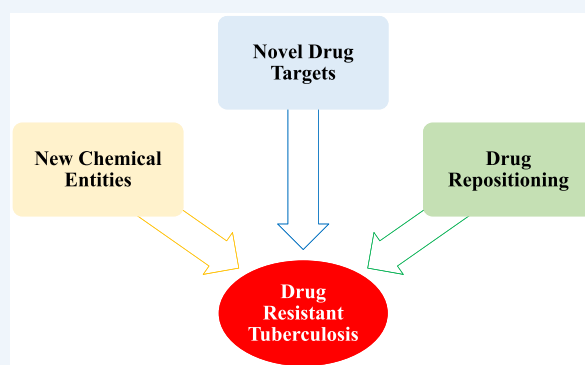 Novel Drug
Targets
New Chemical
Entities
Drug
Repositioning
Drug
Resistant
Tuberculosis